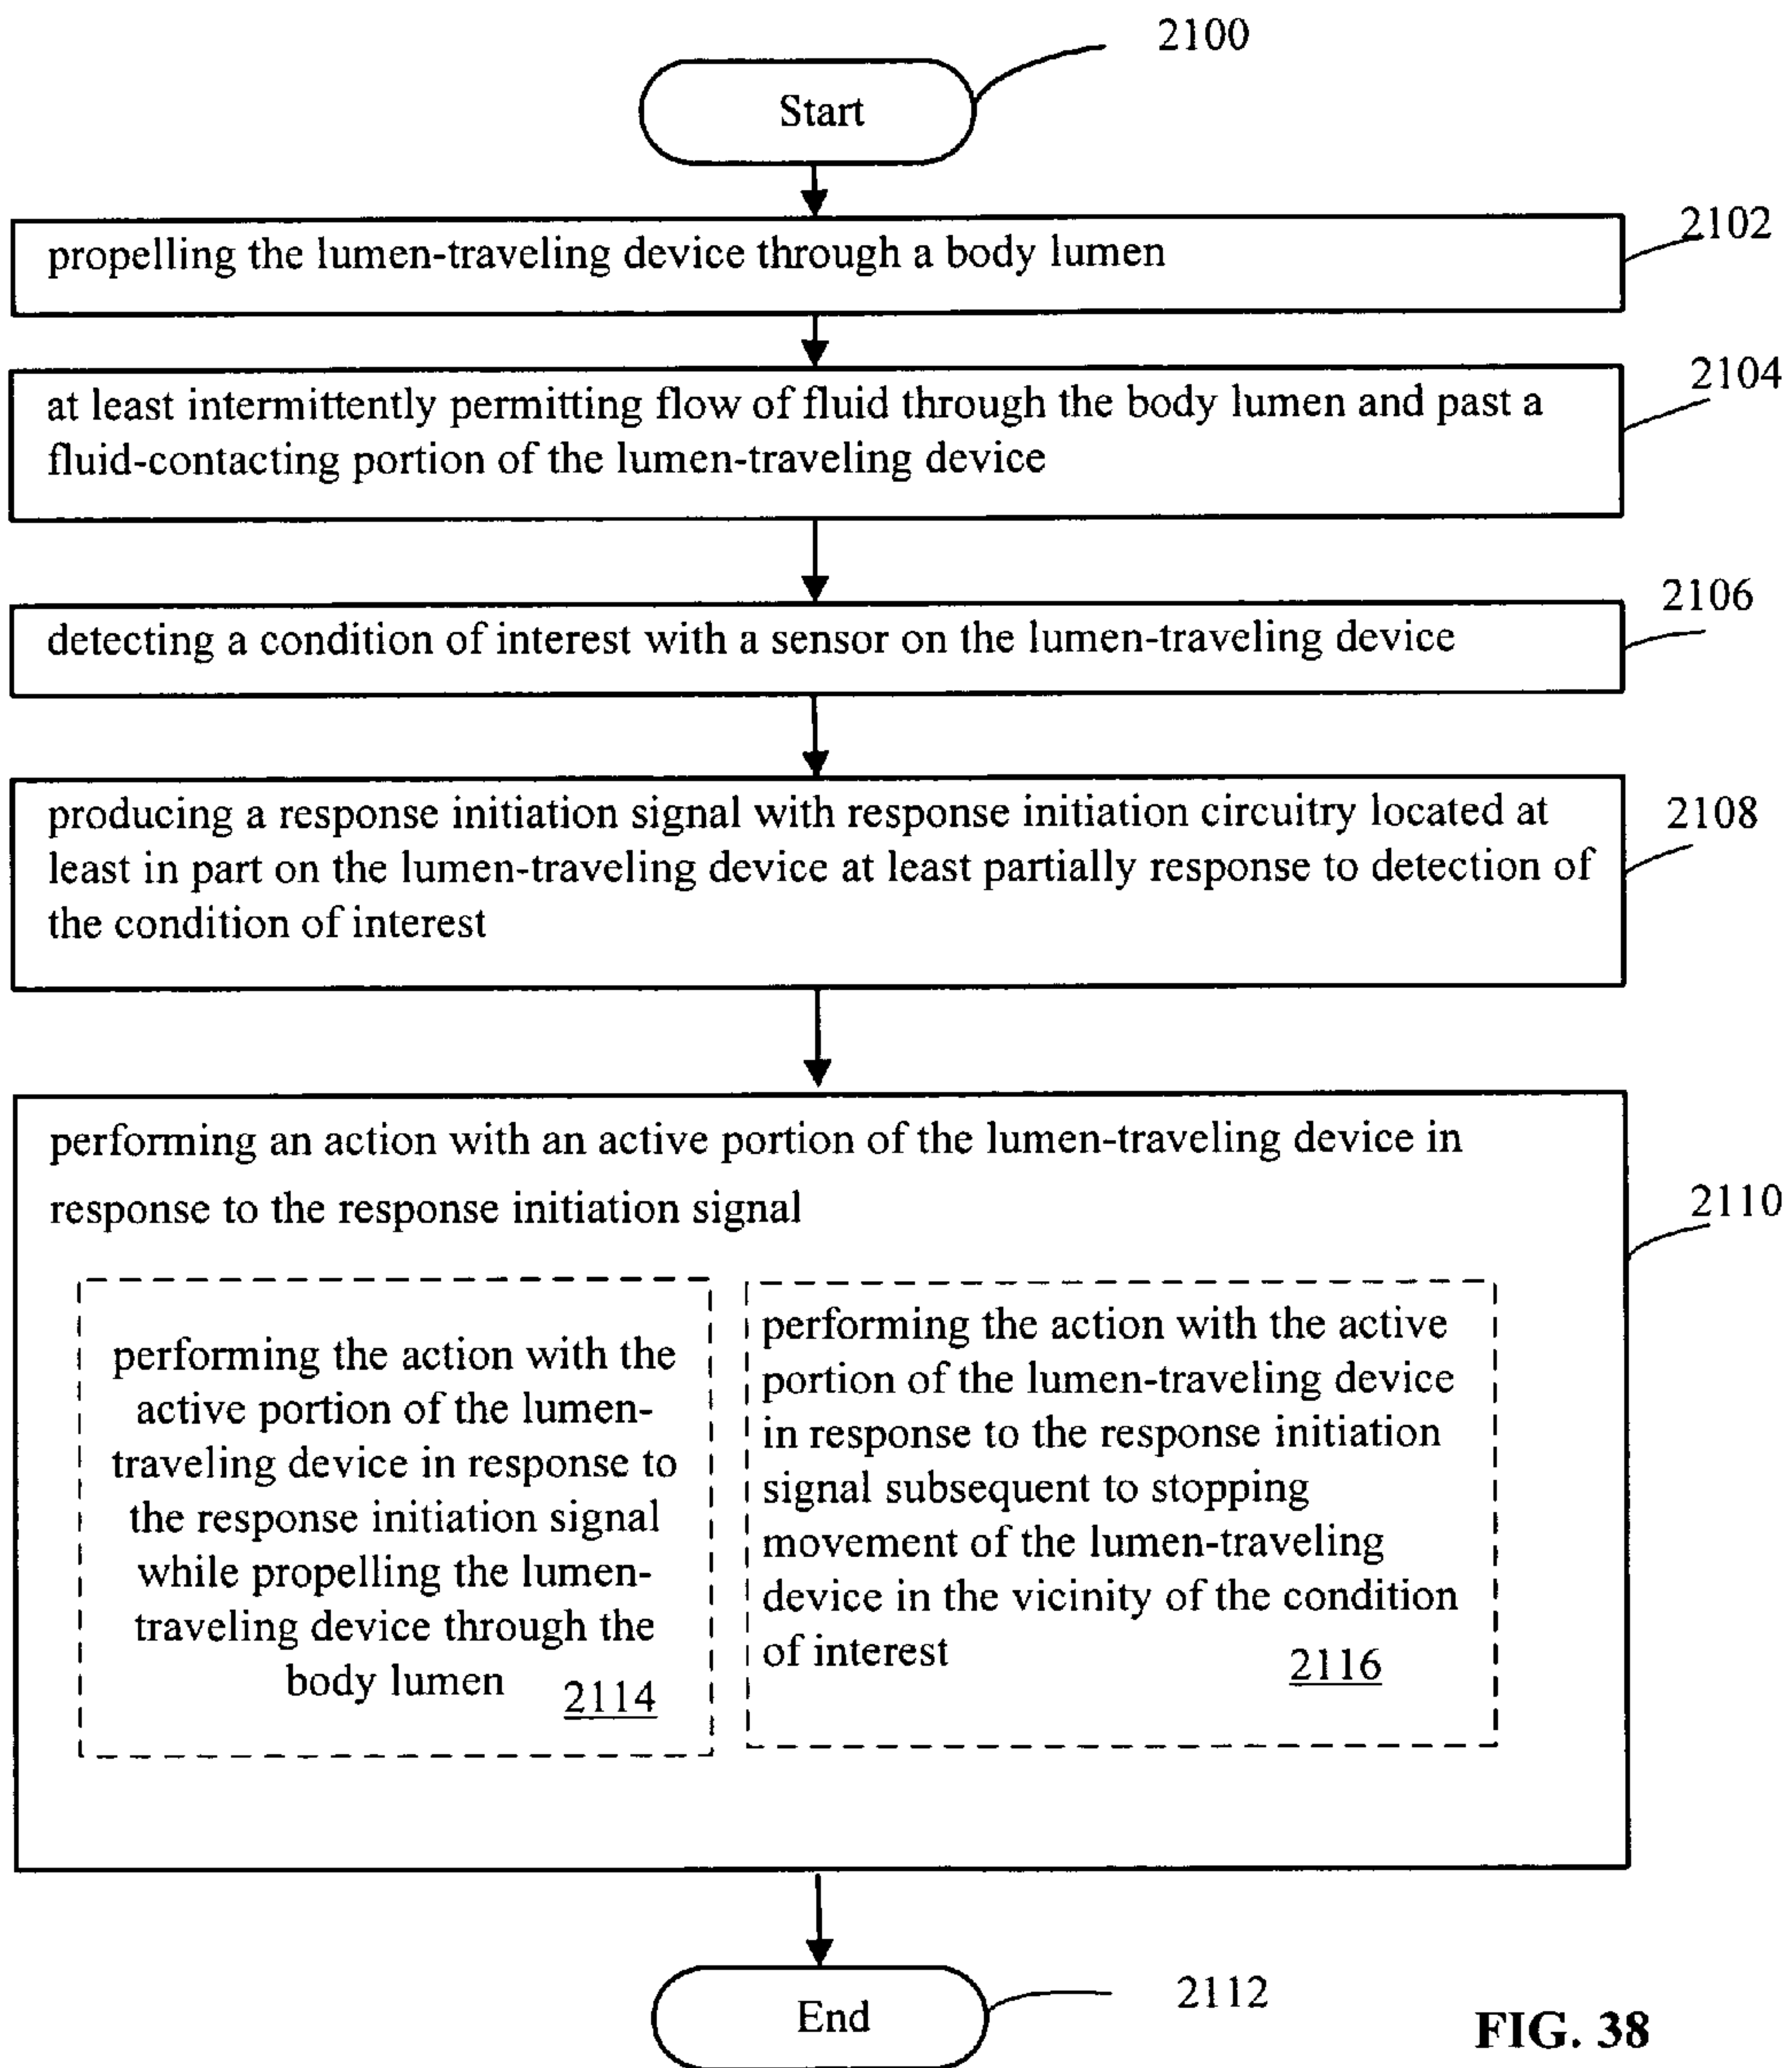 2100
Start
2102
propelling the lumen-traveling device through a body lumen
2104
at least intermittently permitting flow of fluid through the body lumen and past a
fluid-contacting portion of the lumen-traveling device
2106
detecting a condition of interest with a sensor on the lumen-traveling device
producing a response initiation signal with response initiation circuitry located at
least in part on the lumen-traveling device at least partially response to detection of
the condition of interest
2108
performing an action with an active portion of the lumen-traveling device in
response to the response initiation signal
2110
performing the action with the
active portion of the lumen-
traveling device in response to
the response initiation signal
while propelling the lumen-
traveling device through the
body lumen
2114
performing the action with the active
portion of the lumen-traveling device
in response to the response initiation
signal subsequent to stopping
movement of the lumen-traveling
device in the vicinity of the condition
of interest
2116
End
2112
FIG. 38